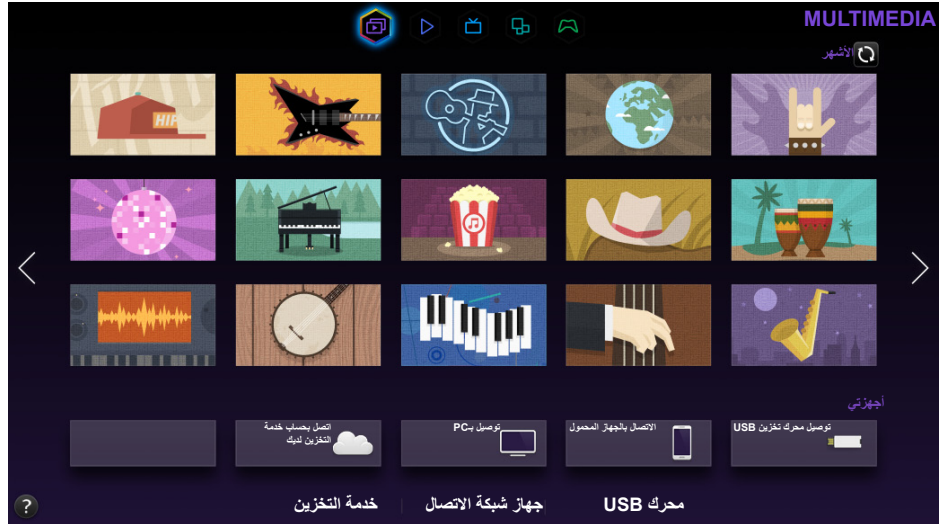 MULTIMEDIA
الأشهر
HIP
أجهزتي
توصيل محرك تخزين USB
الاتصال بالجهاز المحمول
توصيل بـPC
اتصل بحساب خدمة
التخزين لديك
محرك USB
جهاز شبكة الاتصال
خدمة التخزين
?